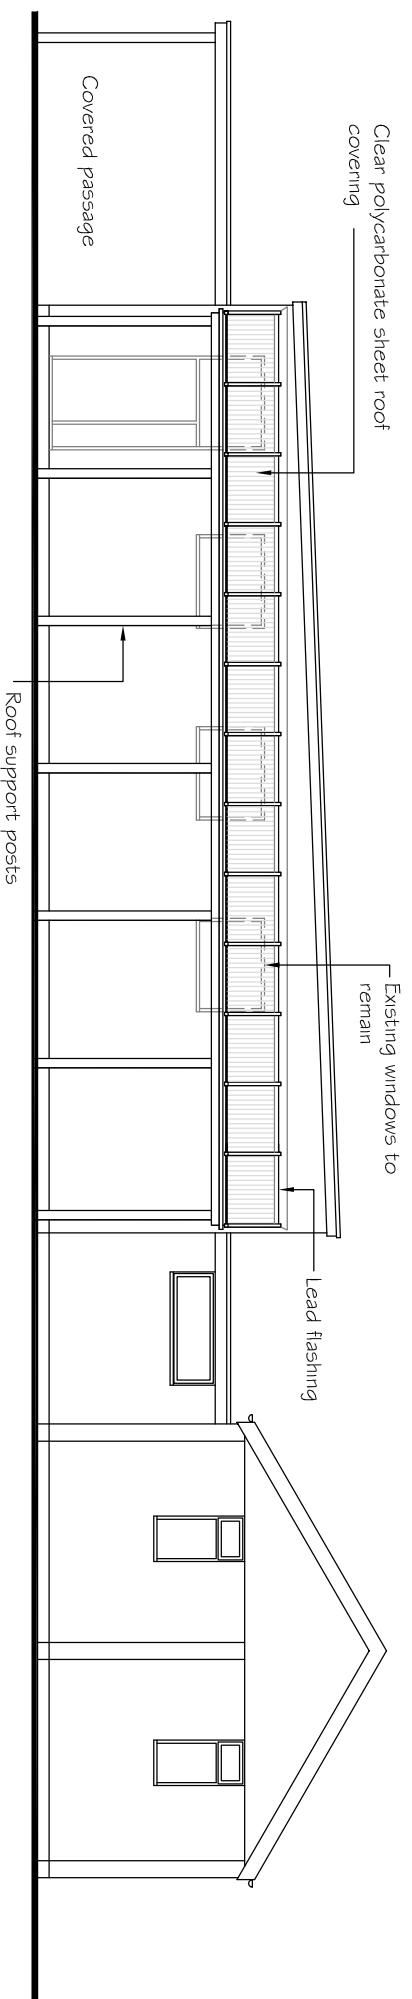 Clear polycarbonate sheet roof
covering
Covered passage
Roof support posts
Existing windows to
remain
Lead flashing